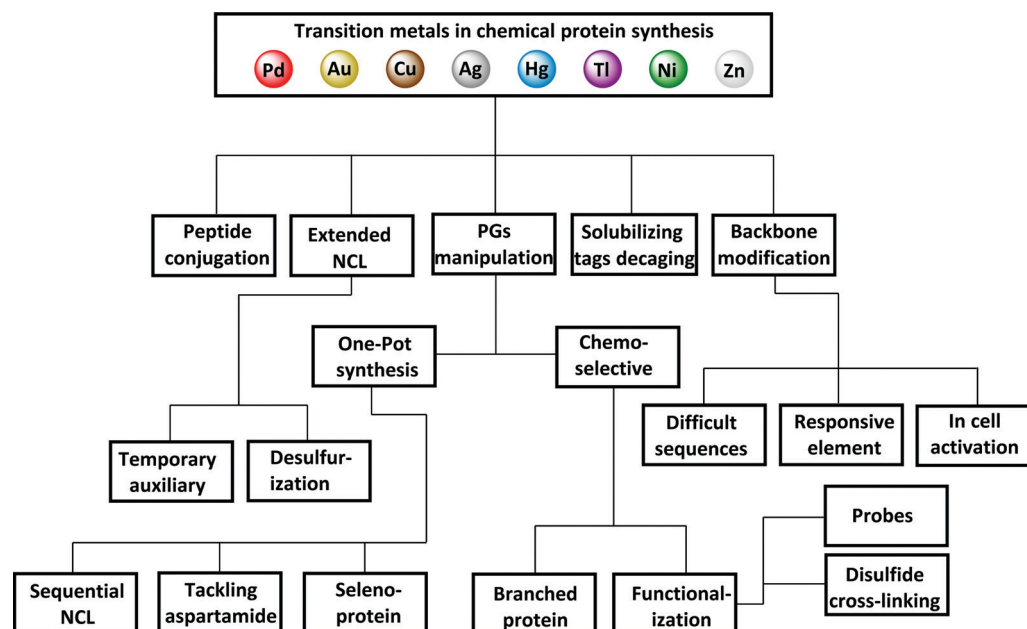 Transition metals in chemical protein synthesis
Pd Au Cu Ag Hg Tl Ni Zn
Peptide
conjugation
Extended
NCL
PGs
manipulation
Solubilizing
tags decaging
Backbone
modification
One-Pot
synthesis
Chemo-
selective
Difficult
sequences
Responsive
element
In cell
activation
Temporary
auxiliary
Desulfur-
ization
Probes
Disulfide
cross-linking
Sequential
NCL
Tackling
aspartamide
Seleno-
protein
Branched
protein
Functional-
ization